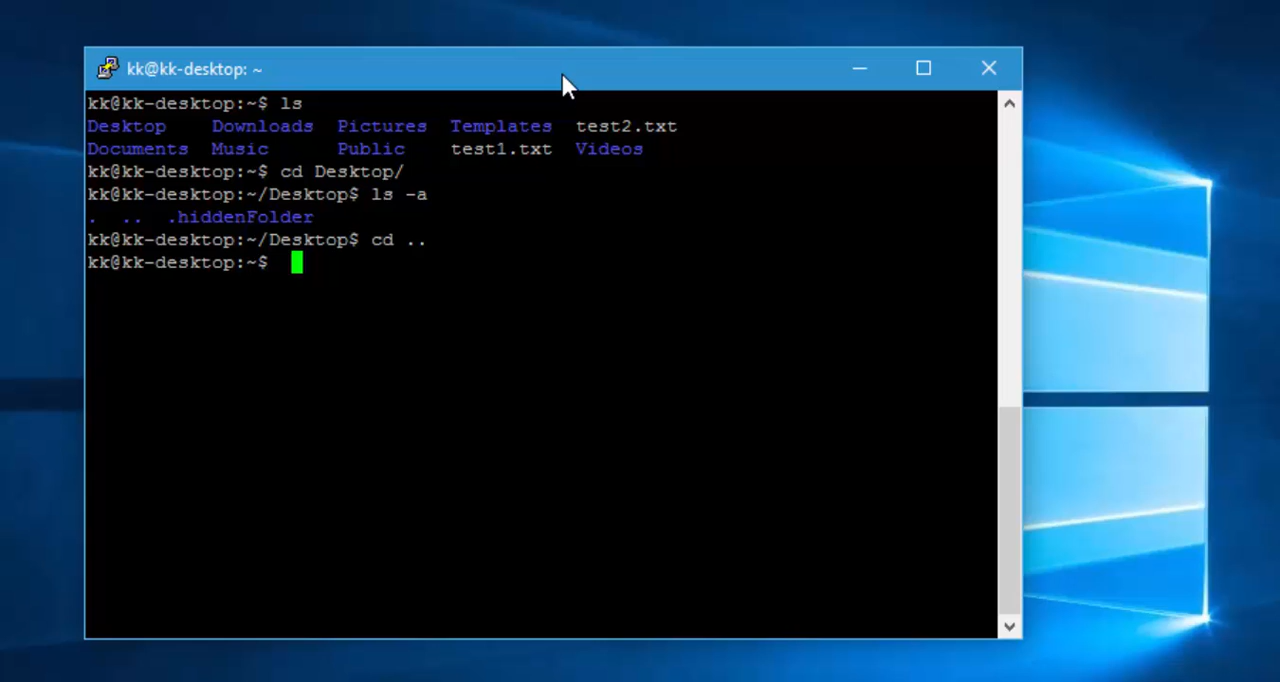 kk@kk-desktop: ~
kk@kk-desktop:~$ ls
Desktop Downloads Pictures Templates test2.txt
Documents Music Public test1.txt Videos
kk@kk-desktop:~$ cd Desktop/
kk@kk-desktop:~/Desktop$ ls -a
. .. .hiddenFolder
kk@kk-desktop:~/Desktop$ cd ..
kk@kk-desktop:~$